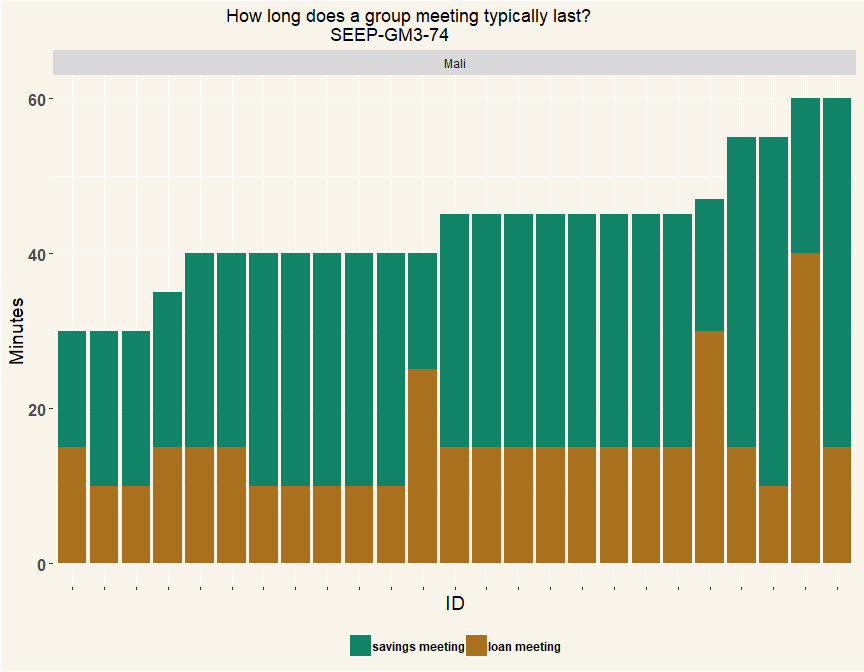 How long does a group meeting typically last?
SEEP-GM3-74
Mali
60
40
20
0
Minutes
ID
savings meeting loan meeting